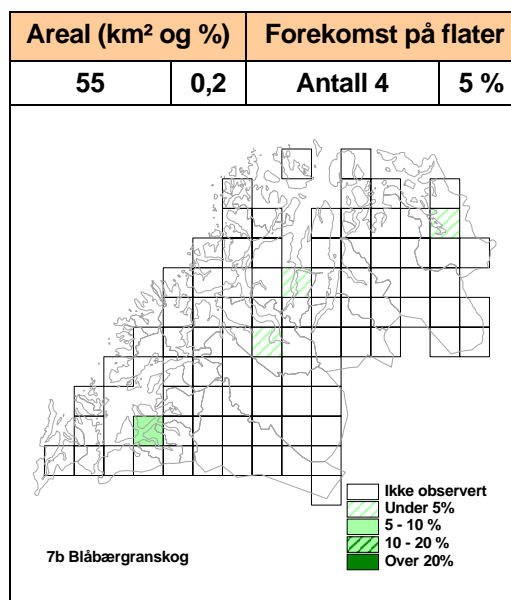 Areal (km² og %) Forekomst på flater
55 0,2 Antall 4 5 %
Ikke observert
Under 5%
5 - 10 %
10 - 20 %
Over 20%
7b Blåbærgranskog